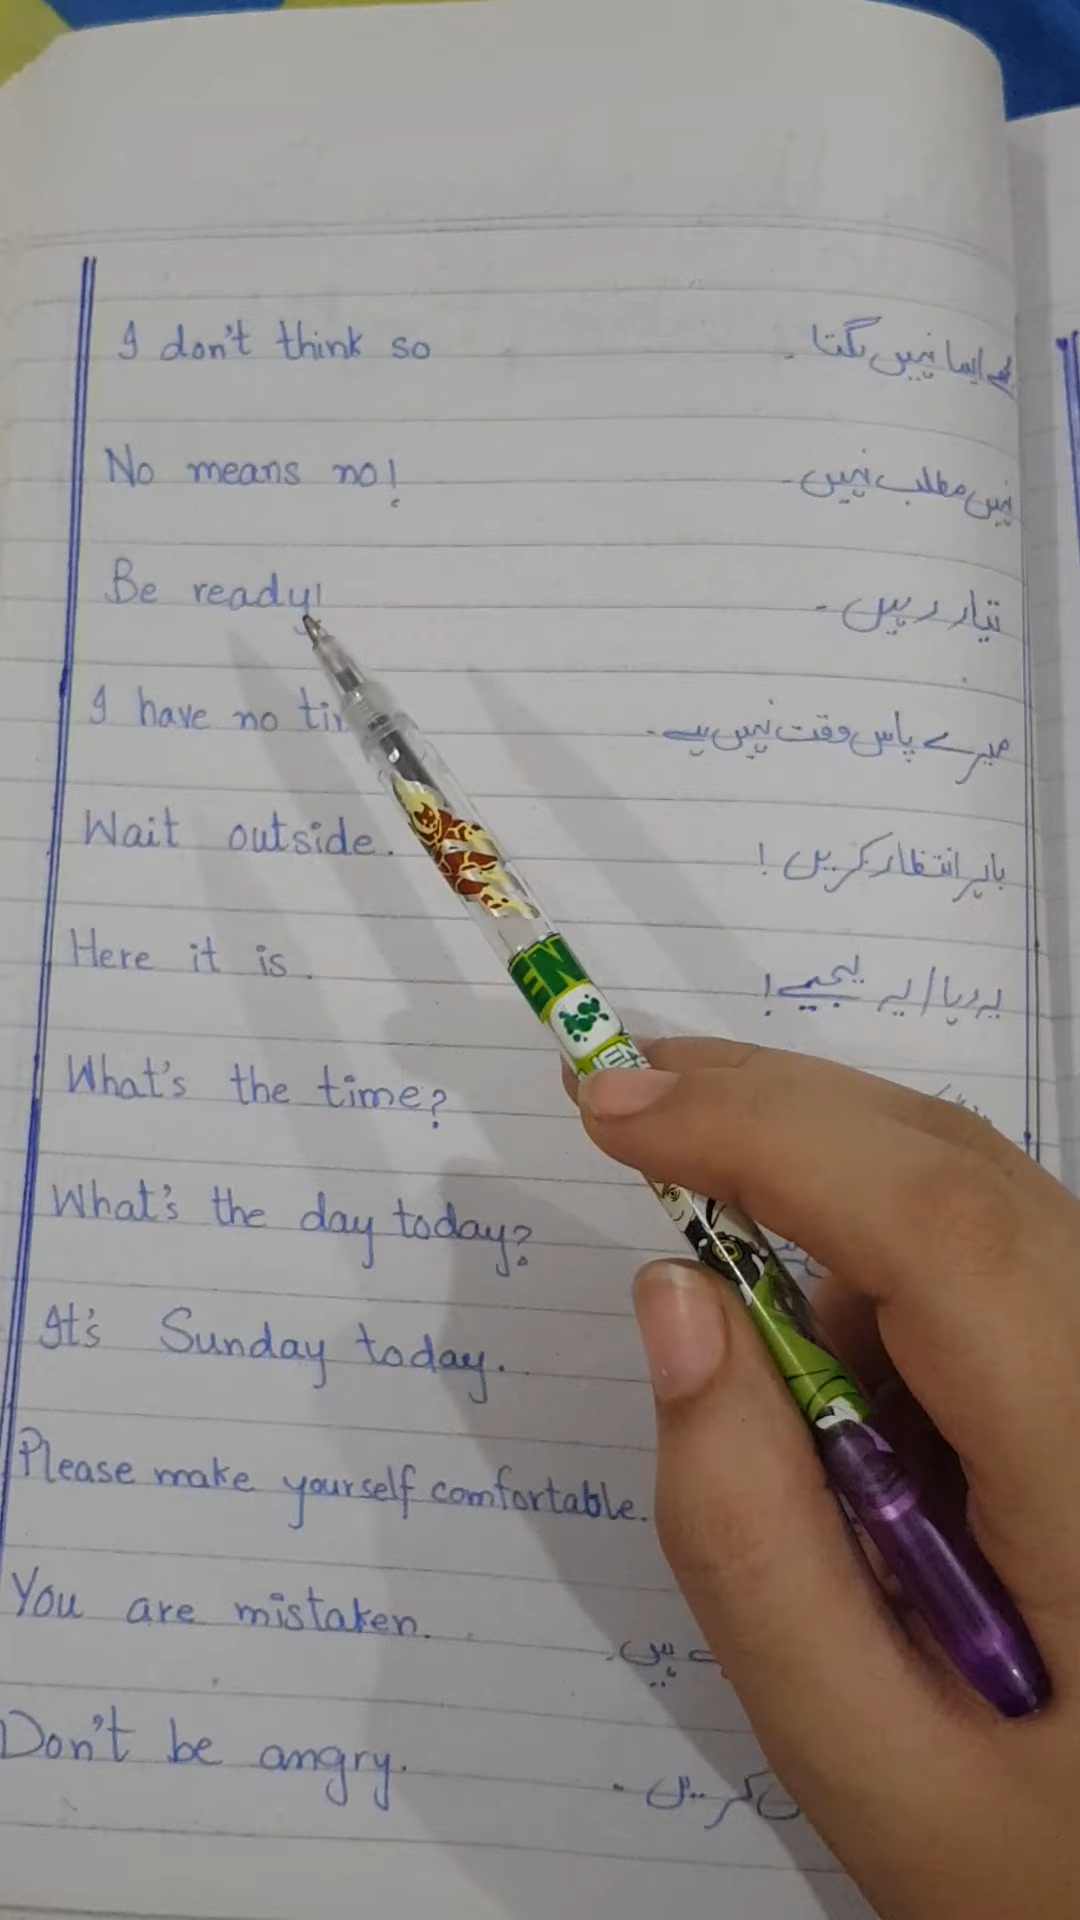 I don't think so مجھے ایسا نہیں لگتا ۔
No means no! نہیں مطلب نہیں ۔
Be ready! تیار رہیں ۔
I have no میرے پاس وقت نہیں ہے ۔
Wait outside. باہر انتظار کریں !
Here it is. یہ رہا / یہ لیجیے !
What's the time?
What's the day today?
It's Sunday today.
Please make yourself comfortable.
You are mistaken. ہیں ۔
Don't be angry. کریں ۔